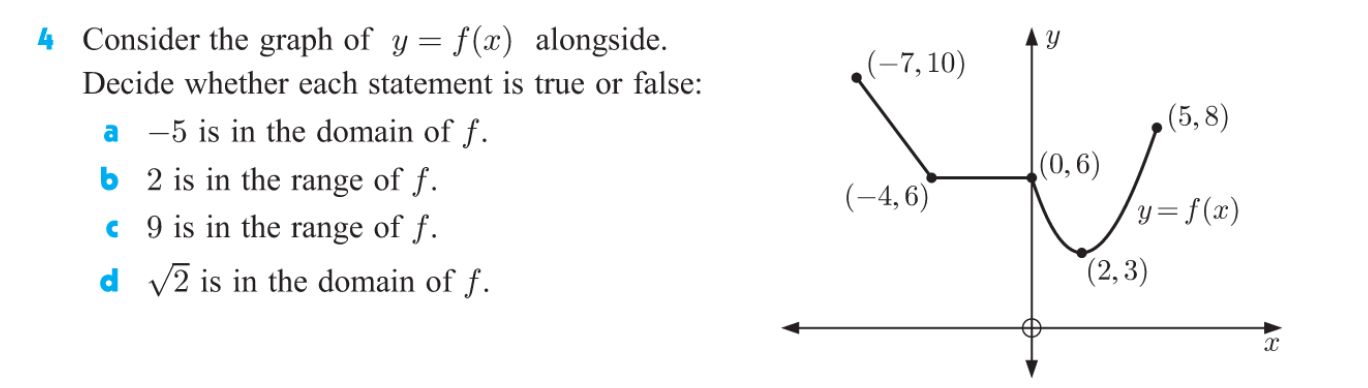 4 Consider the graph of y = f(x) alongside.
Decide whether each statement is true or false:
a −5 is in the domain of f.
b 2 is in the range of f.
c 9 is in the range of f.
d √2 is in the domain of f.
y
(−7, 10)
(5, 8)
(0, 6)
(−4, 6)
y = f(x)
(2, 3)
x